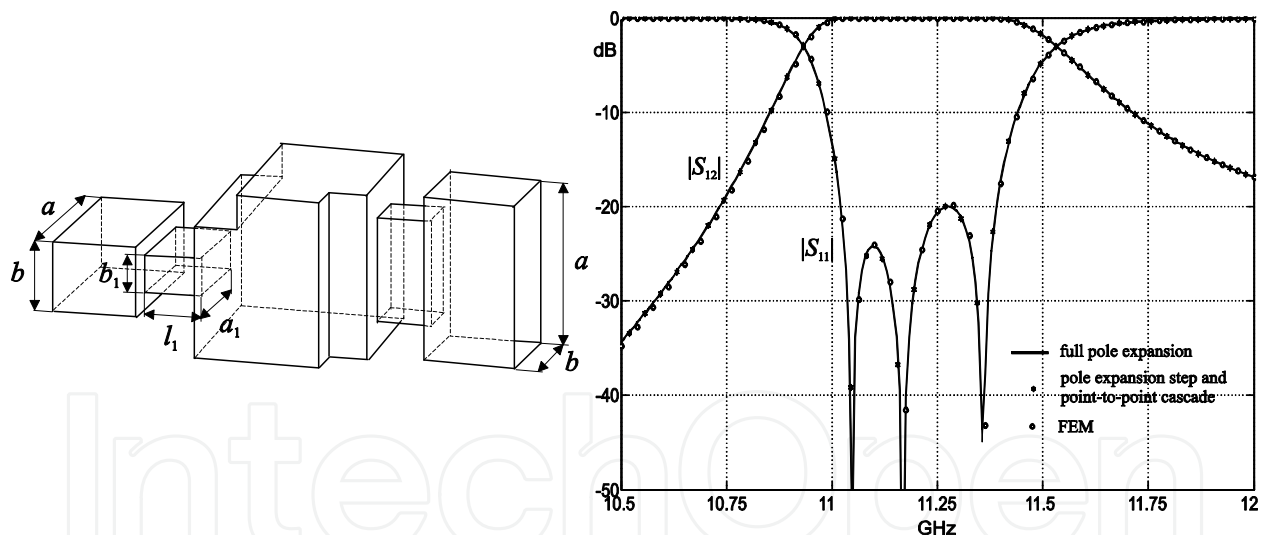 a
b
b1
l1
a1
a
b
0
dB
-10
-20
-30
-40
-50
|S12|
|S11|
full pole expansion
pole expansion step and
point-to-point cascade
FEM
10.5 10.75 11 11.25 11.5 11.75 12
GHz
IntechOpen